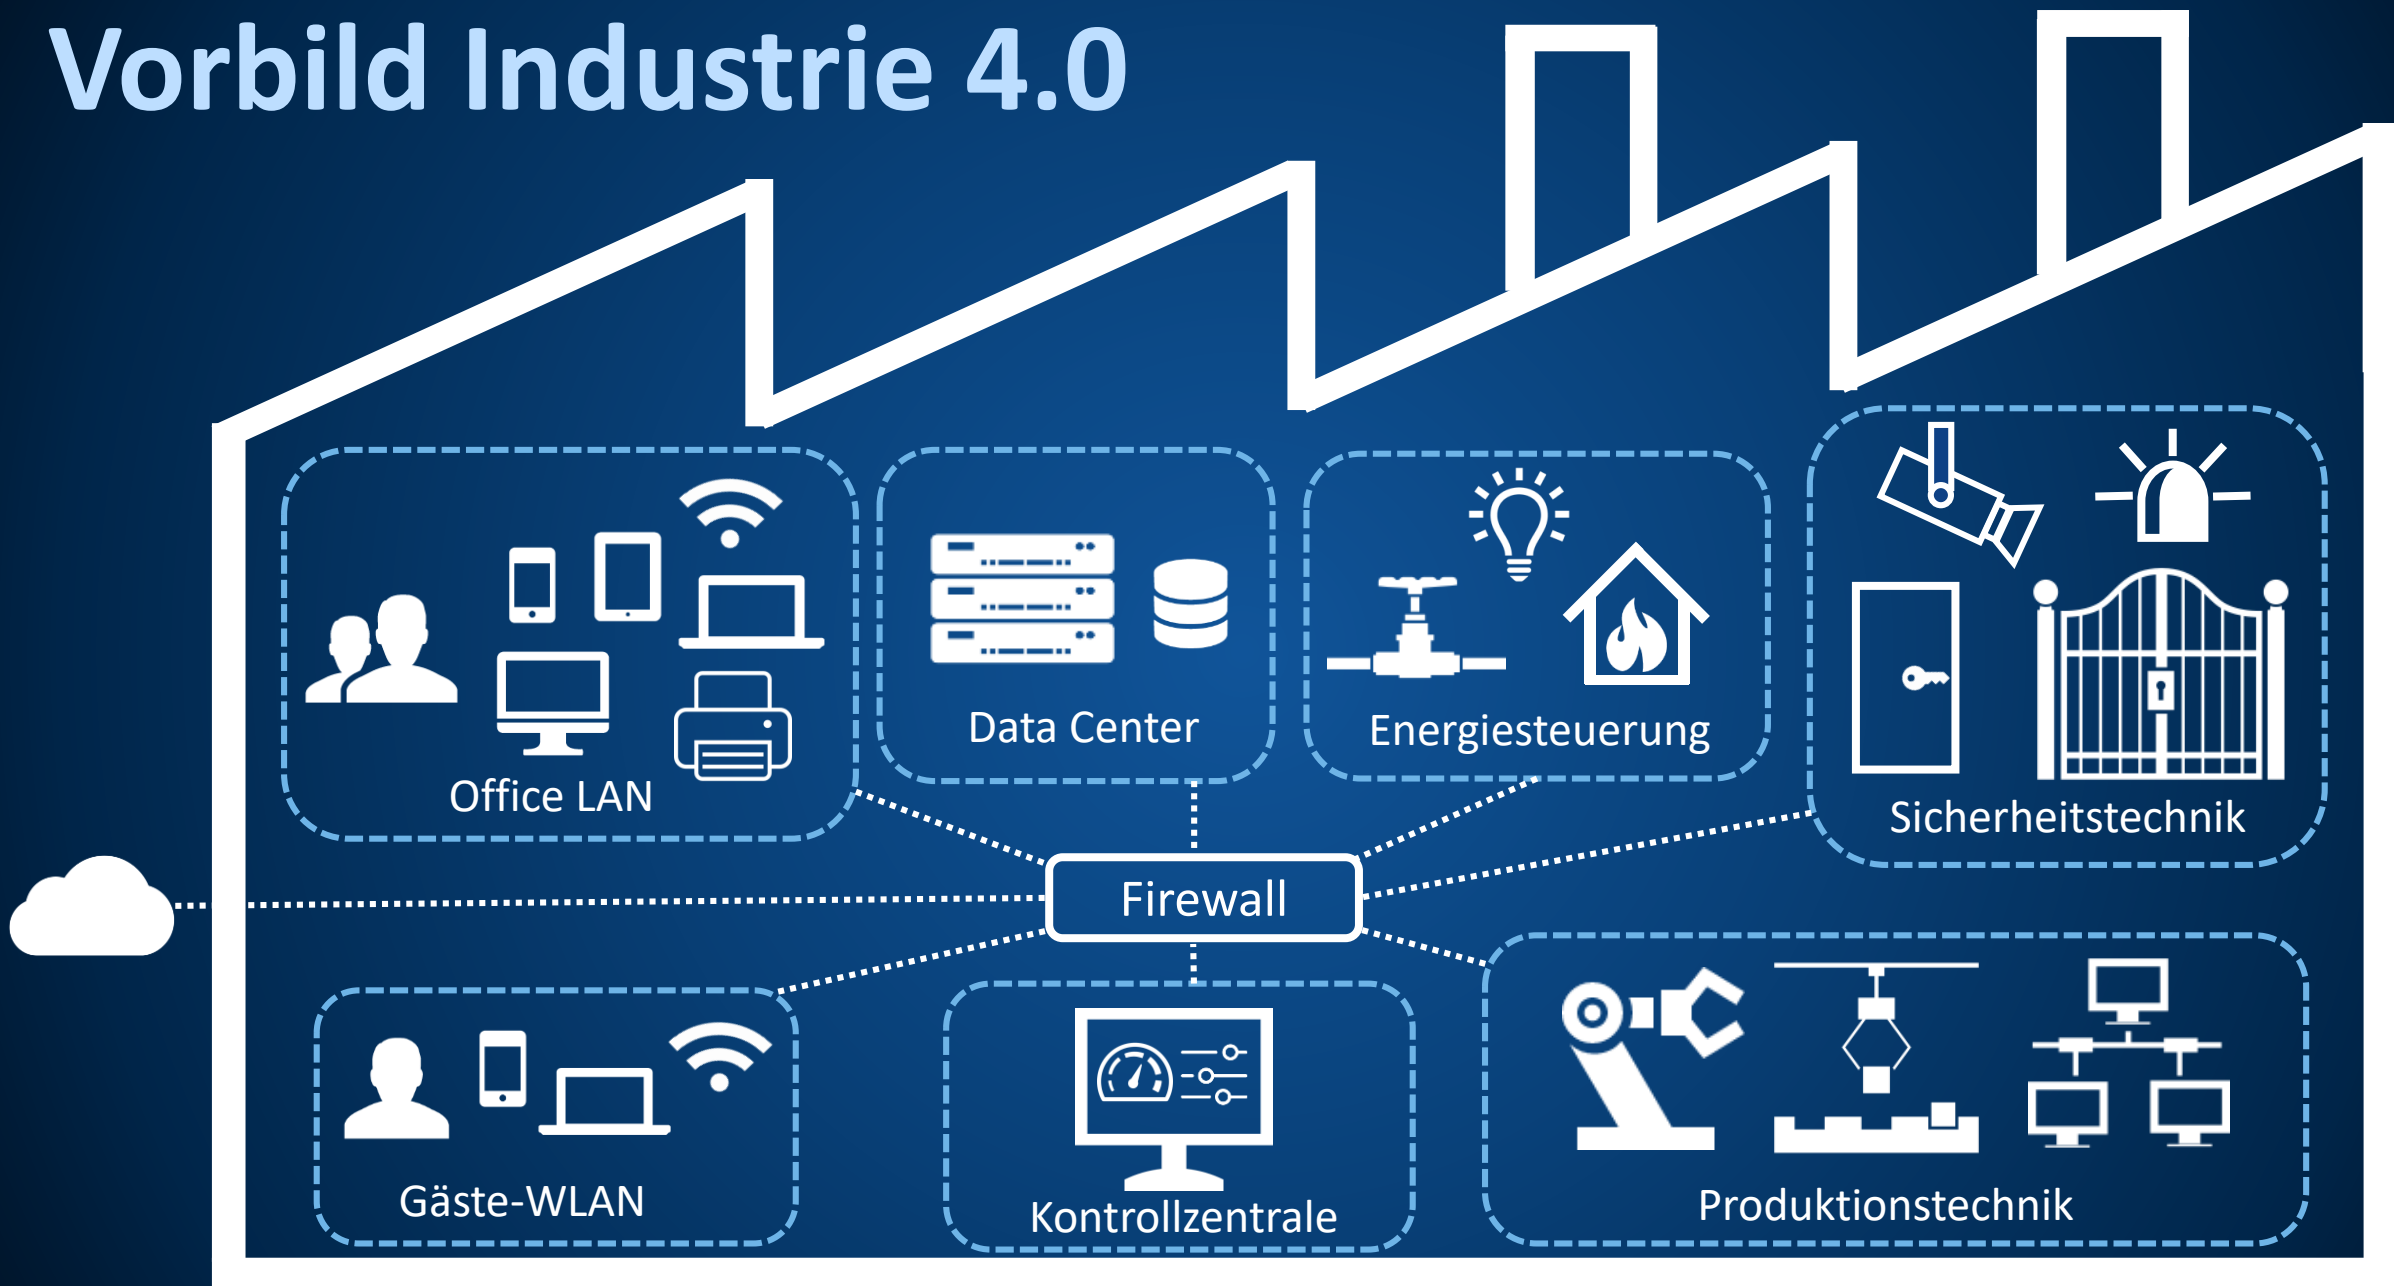 Vorbild Industrie 4.0
Office LAN
Data Center
Energiesteuerung
Sicherheitstechnik
Firewall
Gäste-WLAN
Kontrollzentrale
Produktionstechnik